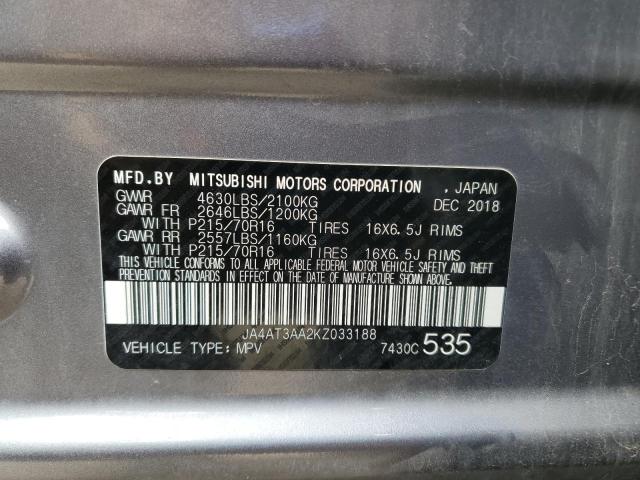 MFD.BY MITSUBISHI MOTORS CORPORATION , JAPAN
GVWR 4630LBS/2100KG DEC 2018
GAWR FR 2646LBS/1200KG
WITH P215/70R16 TIRES 16X6.5J RIMS
GAWR RR 2557LBS/1160KG
WITH P215/70R16 TIRES 16X6.5J RIMS
THIS VEHICLE CONFORMS TO ALL APPLICABLE FEDERAL MOTOR VEHICLE SAFETY AND THEFT
PREVENTION STANDARDS IN EFFECT ON THE DATE OF MANUFACTURE SHOWN ABOVE.
JA4AT3AA2KZ033188
VEHICLE TYPE: MPV 7430C 535